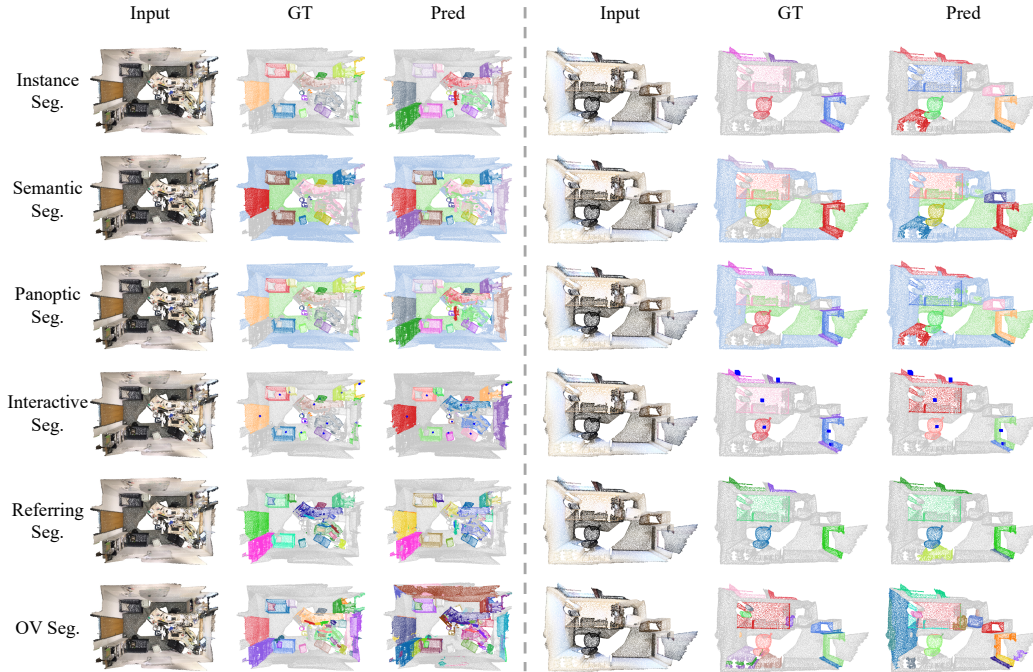 Input GT Pred Input GT Pred
Instance
Seg.
Semantic
Seg.
Panoptic
Seg.
Interactive
Seg.
Referring
Seg.
OV Seg.